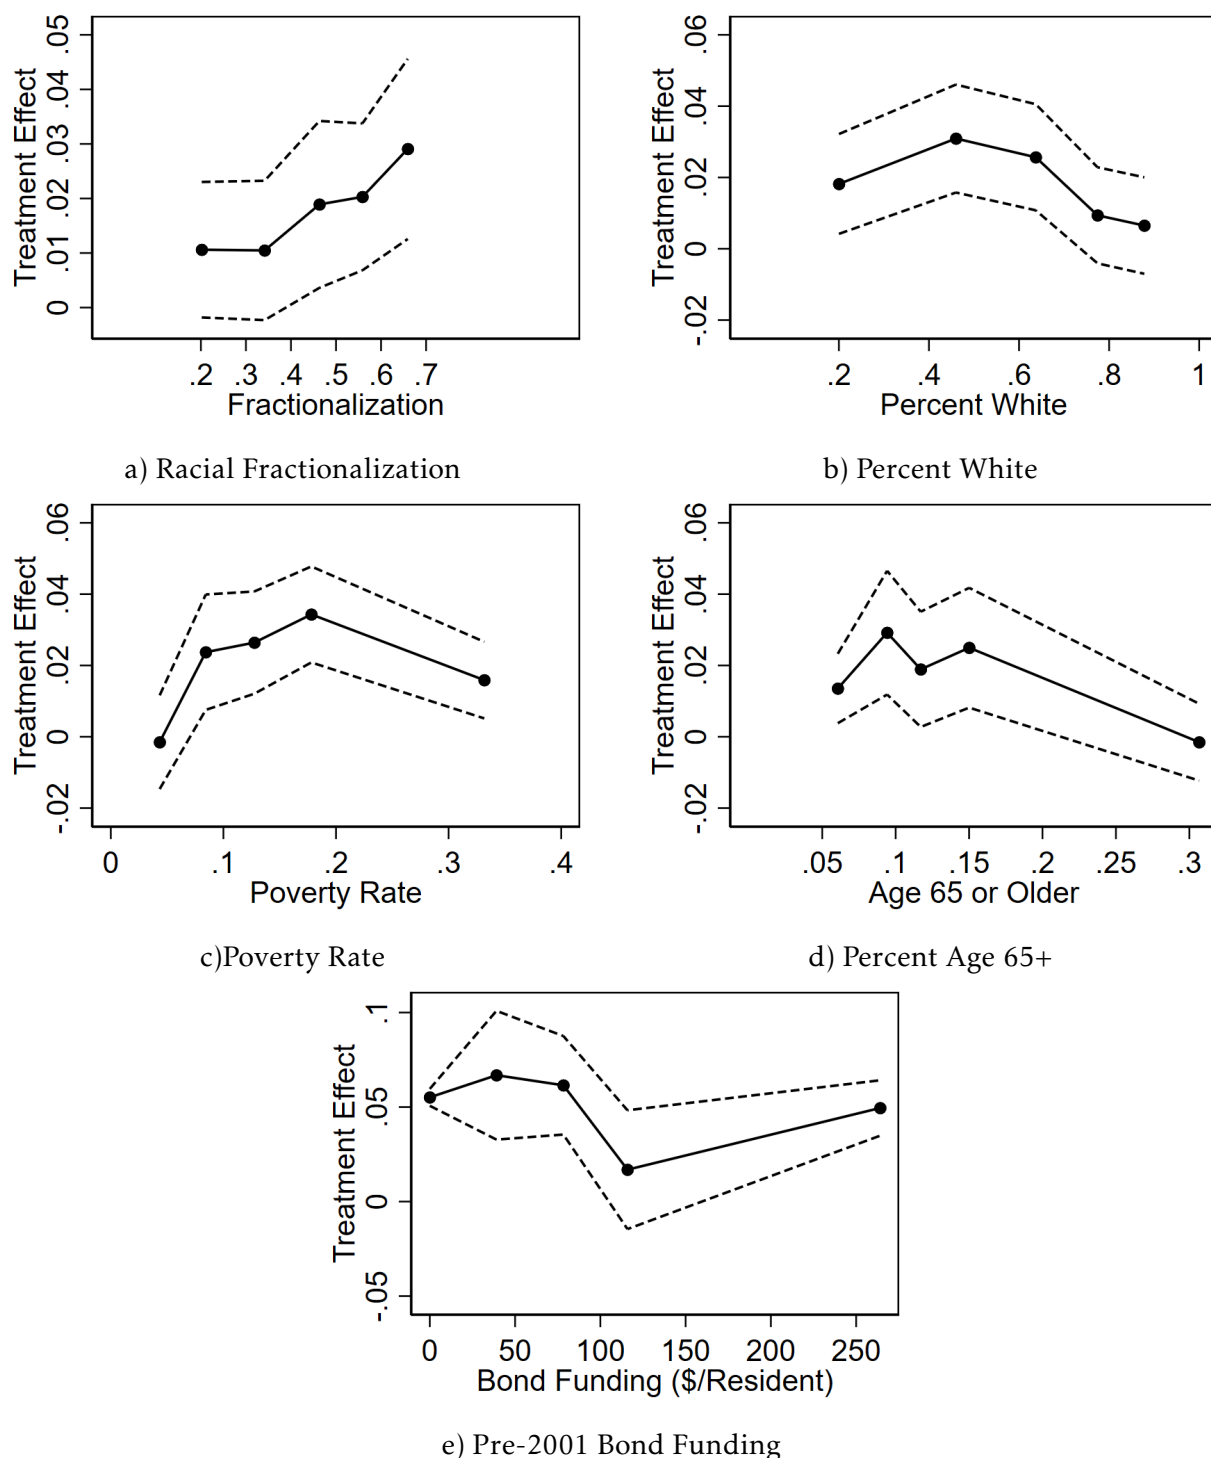 .05
.04
.03
.02
.01
0
Treatment Effect
.2 .3 .4 .5 .6 .7
Fractionalization
a) Racial Fractionalization
.06
.04
.02
0
-.02
Treatment Effect
.2 .4 .6 .8 1
Percent White
b) Percent White
.06
.04
.02
0
-.02
Treatment Effect
0 .1 .2 .3 .4
Poverty Rate
c)Poverty Rate
.06
.04
.02
0
-.02
Treatment Effect
.05 .1 .15 .2 .25 .3
Age 65 or Older
d) Percent Age 65+
.1
.05
0
-.05
Treatment Effect
0 50 100 150 200 250
Bond Funding ($/Resident)
e) Pre-2001 Bond Funding